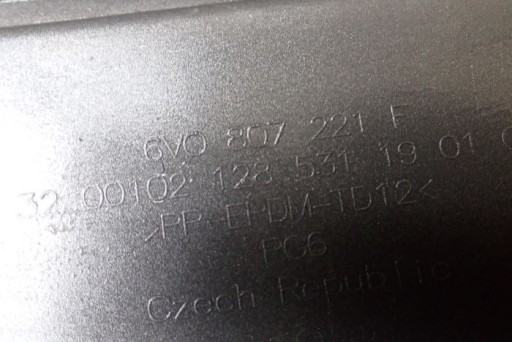 6V0 807 221 F
32 00102 128 531 19 01
>PP-EPDM-TD12<
PC6
Czech Republic